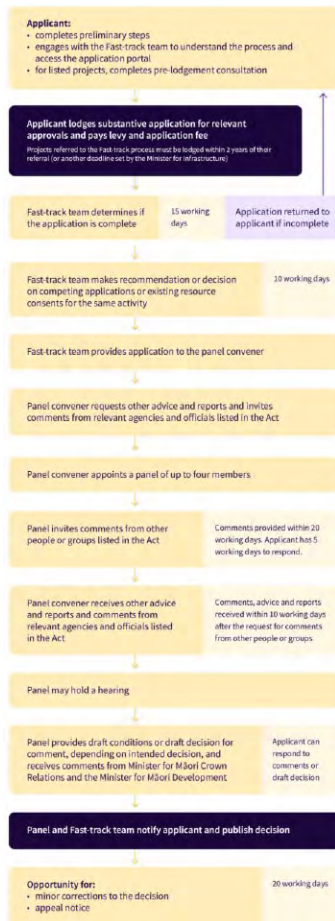 Applicant:
• completes preliminary steps
• engages with the Fast-track team to understand the process and
access the application portal
• for listed projects, completes pre-lodgement consultation
Applicant lodges substantive application for relevant
approvals and pays levy and application fee
Projects referred to the Fast-track process must be lodged within 2 years of their
referral (or another deadline set by the Minister for Infrastructure)
Fast-track team determines if
the application is complete
15 working
days
Application returned to
applicant if incomplete
Fast-track team makes recommendation or decision
on competing applications or existing resource
consents for the same activity
10 working days
Fast-track team provides application to the panel convener
Panel convener requests other advice and reports and invites
comments from relevant agencies and officials listed in the Act
Panel convener appoints a panel of up to four members
Panel invites comments from other
people or groups listed in the Act
Comments provided within 20
working days. Applicant has 5
working days to respond.
Panel convener receives other advice
and reports and comments from
relevant agencies and officials listed
in the Act
Comments, advice and reports
received within 10 working days
after the request for comments
from other people or groups
Panel may hold a hearing
Panel provides draft conditions or draft decision for
comment, depending on intended decision, and
receives comments from Minister for Māori Crown
Relations and the Minister for Māori Development
Applicant can
respond to
comments or
draft decision
Panel and Fast-track team notify applicant and publish decision
Opportunity for:
• minor corrections to the decision
• appeal notice
20 working days